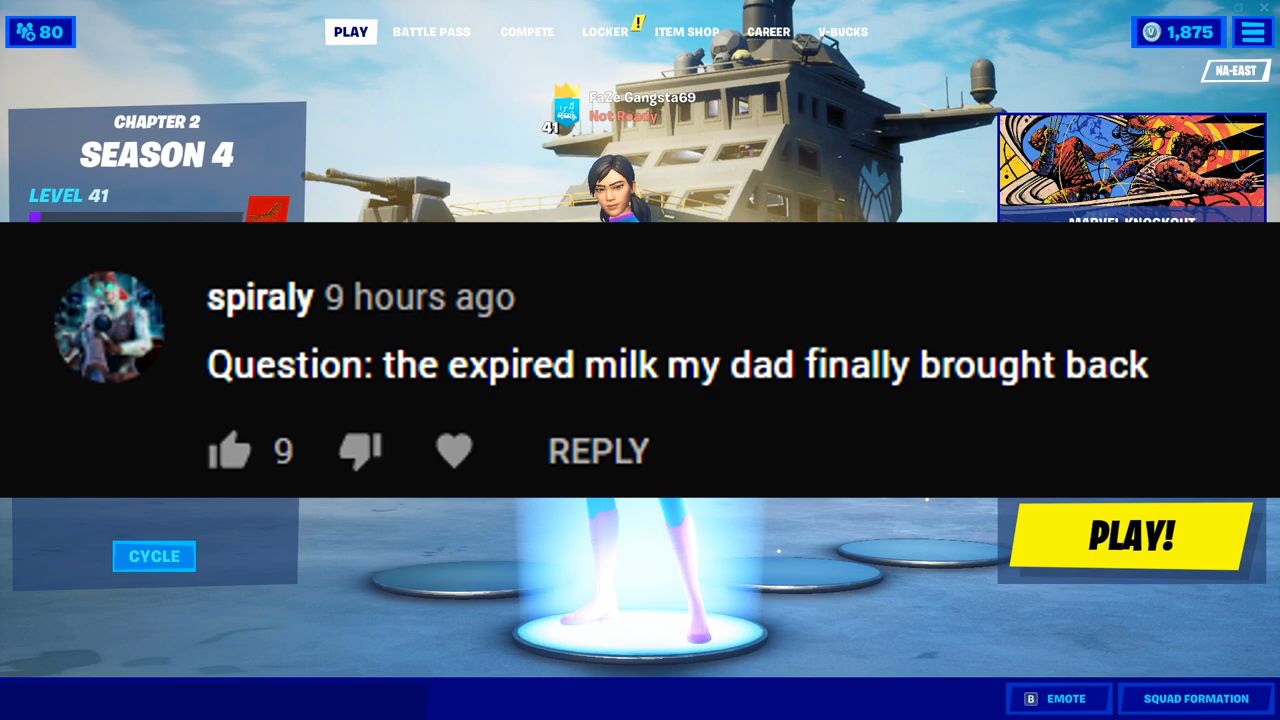 80
PLAY
BATTLE PASS
COMPETE
LOCKER
!
ITEM SHOP
CAREER
V-BUCKS
V
1,875
NA-EAST
FaZe Gangsta69
Not Ready
41
CHAPTER 2
SEASON 4
LEVEL 41
MARVEL KNOCKOUT
spiraly 9 hours ago
Question: the expired milk my dad finally brought back
9
REPLY
CYCLE
PLAY!
B EMOTE
SQUAD FORMATION